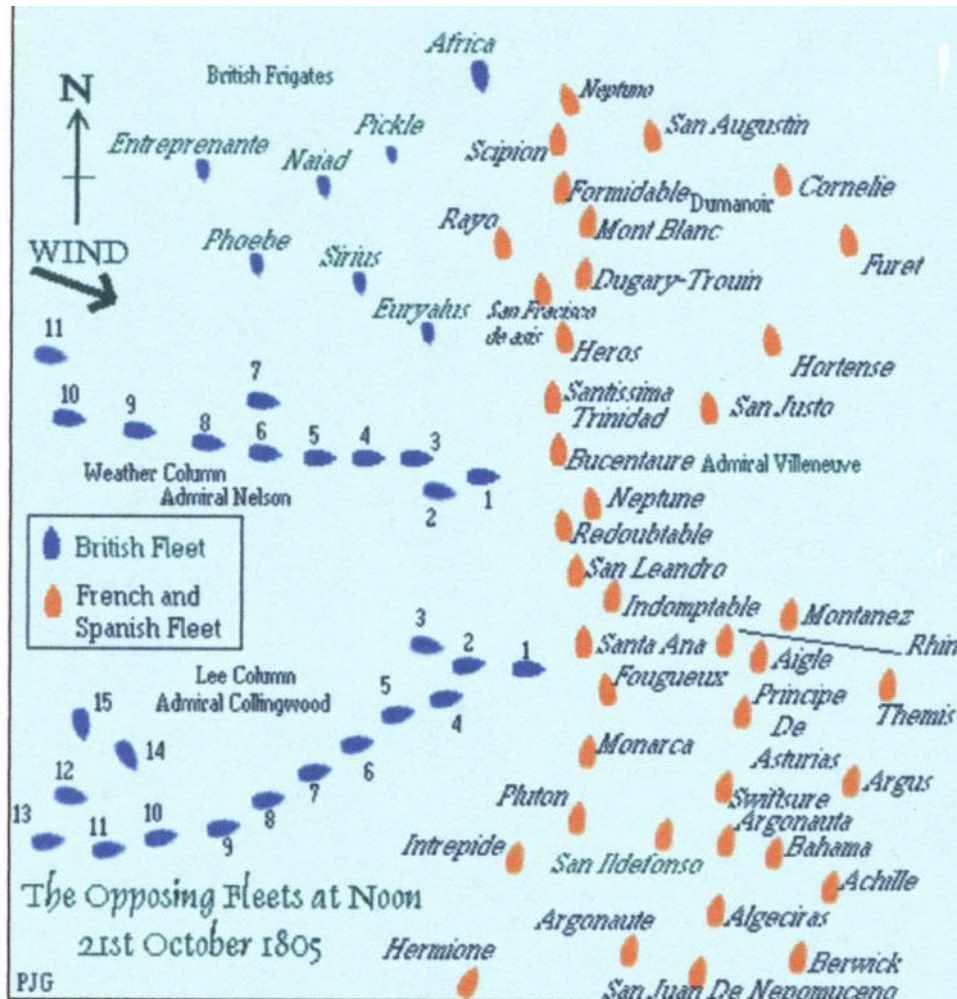 Africa
British Frigates
Neptuno
N
Pickle
San Augustin
Entreprenante
Naiad
Scipion
Formidable
Dumanoir
Cornelie
Rayo
Mont Blanc
WIND
Phoebe
Sirius
Furet
Dugary-Trouin
Euryalus
San Fracisco
de asis
11
Heros
Hortense
7
10
9
8
6
5
4
3
Santissima
Trinidad
San Justo
Bucentaure
Admiral Villeneuve
Weather Column
Admiral Nelson
2
1
Neptune
Redoubtable
British Fleet
San Leandro
French and
Spanish Fleet
Indomptable
Montanez
3
2
1
Santa Ana
Rhin
Aigle
Lee Column
Admiral Collingwood
Fougueux
15
5
4
Principe
De
Asturias
Themis
14
6
Monarca
12
7
Argus
13
11
10
9
8
Pluton
Swiftsure
Argonauta
Intrepide
San Ildefonso
Bahama
Achille
The Opposing Fleets at Noon
21st October 1805
Argonaute
Algeciras
Hermione
Berwick
San Juan De Nepomuceno
PJG